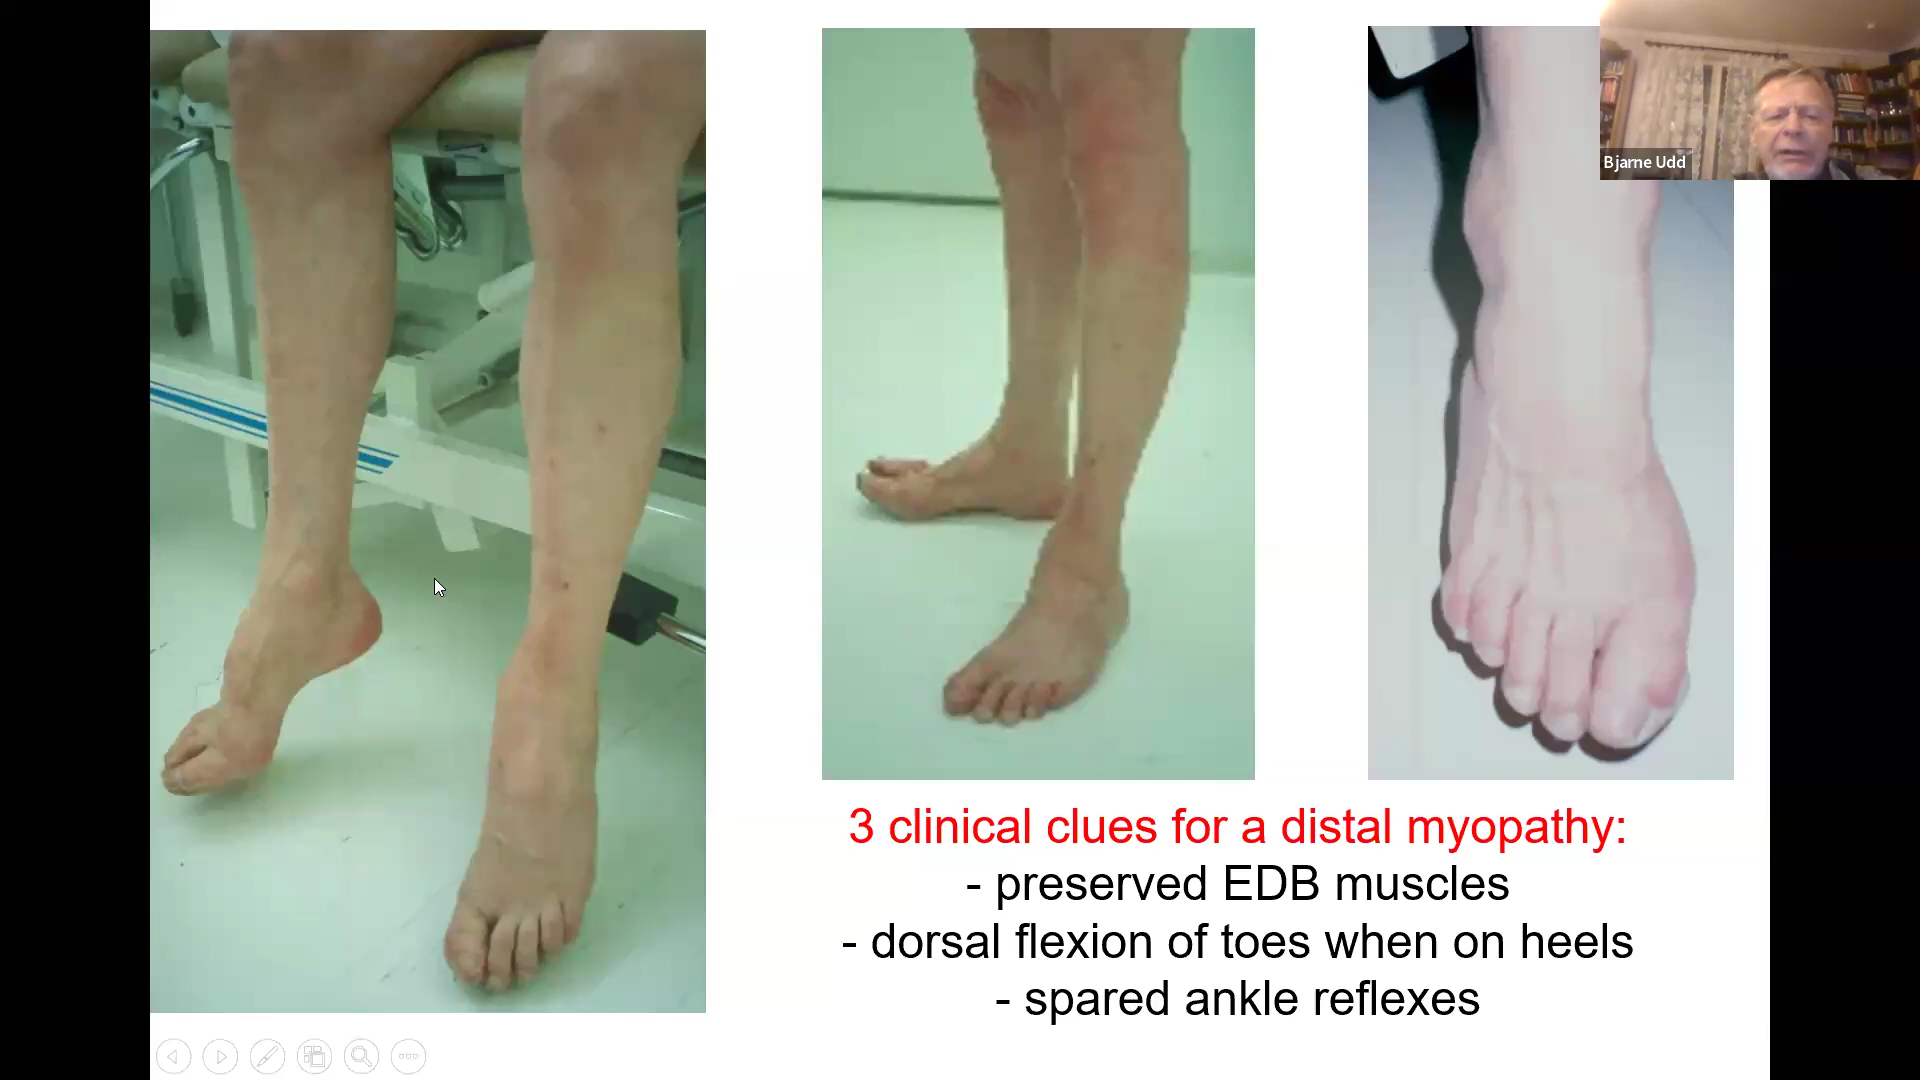 Bjarne Udd
3 clinical clues for a distal myopathy:
- preserved EDB muscles
- dorsal flexion of toes when on heels
- spared ankle reflexes